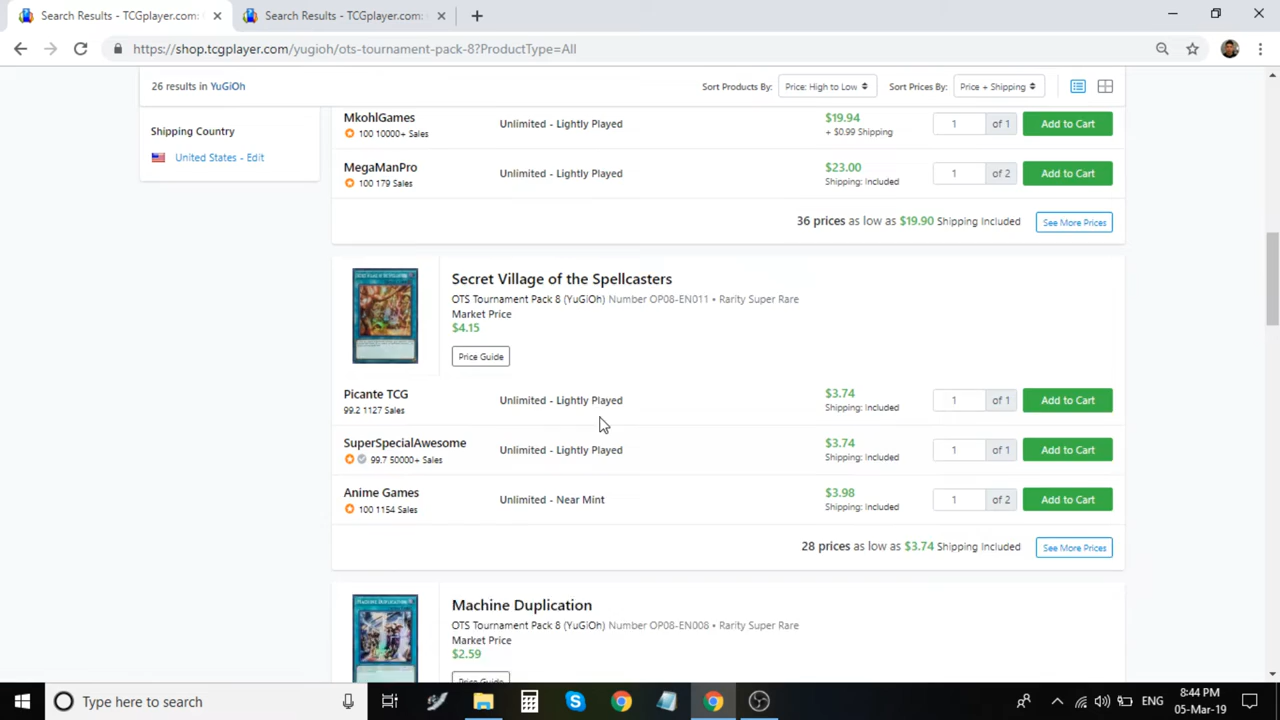 Search Results - TCGplayer.com:
Search Results - TCGplayer.com:
https://shop.tcgplayer.com/yugioh/ots-tournament-pack-8?ProductType=All
26 results in YuGiOh
Sort Products By:
Price: High to Low
Sort Prices By:
Price + Shipping
Shipping Country
United States - Edit
MkohlGames
100 10000+ Sales
Unlimited - Lightly Played
$19.94
+ $0.99 Shipping
1 of 1
Add to Cart
MegaManPro
100 179 Sales
Unlimited - Lightly Played
$23.00
Shipping: Included
1 of 2
Add to Cart
36 prices as low as $19.90 Shipping Included
See More Prices
Secret Village of the Spellcasters
OTS Tournament Pack 8 (YuGiOh) Number OP08-EN011 • Rarity Super Rare
Market Price
$4.15
Price Guide
Picante TCG
99.2 1127 Sales
Unlimited - Lightly Played
$3.74
Shipping: Included
1 of 1
Add to Cart
SuperSpecialAwesome
99.7 50000+ Sales
Unlimited - Lightly Played
$3.74
Shipping: Included
1 of 1
Add to Cart
Anime Games
100 1154 Sales
Unlimited - Near Mint
$3.98
Shipping: Included
1 of 2
Add to Cart
28 prices as low as $3.74 Shipping Included
See More Prices
MACHINE DUPLICATION
Machine Duplication
OTS Tournament Pack 8 (YuGiOh) Number OP08-EN008 • Rarity Super Rare
Market Price
$2.59
Price Guide
Type here to search
ENG
8:44 PM
05-Mar-19